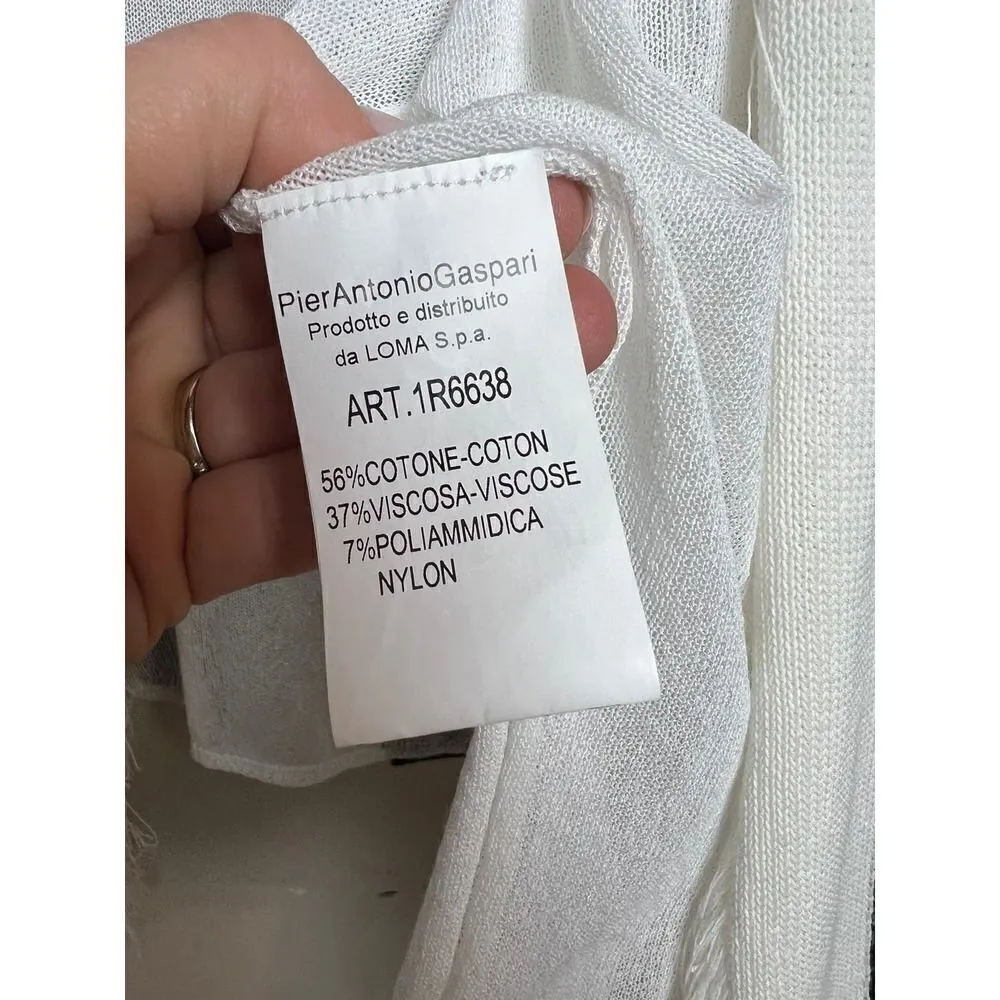 PierAntonioGaspari
Prodotto e distribuito
da LOMA S.p.a.
ART.1R6638
56%COTONE-COTON
37%VISCOSA-VISCOSE
7%POLIAMMIDICA
NYLON